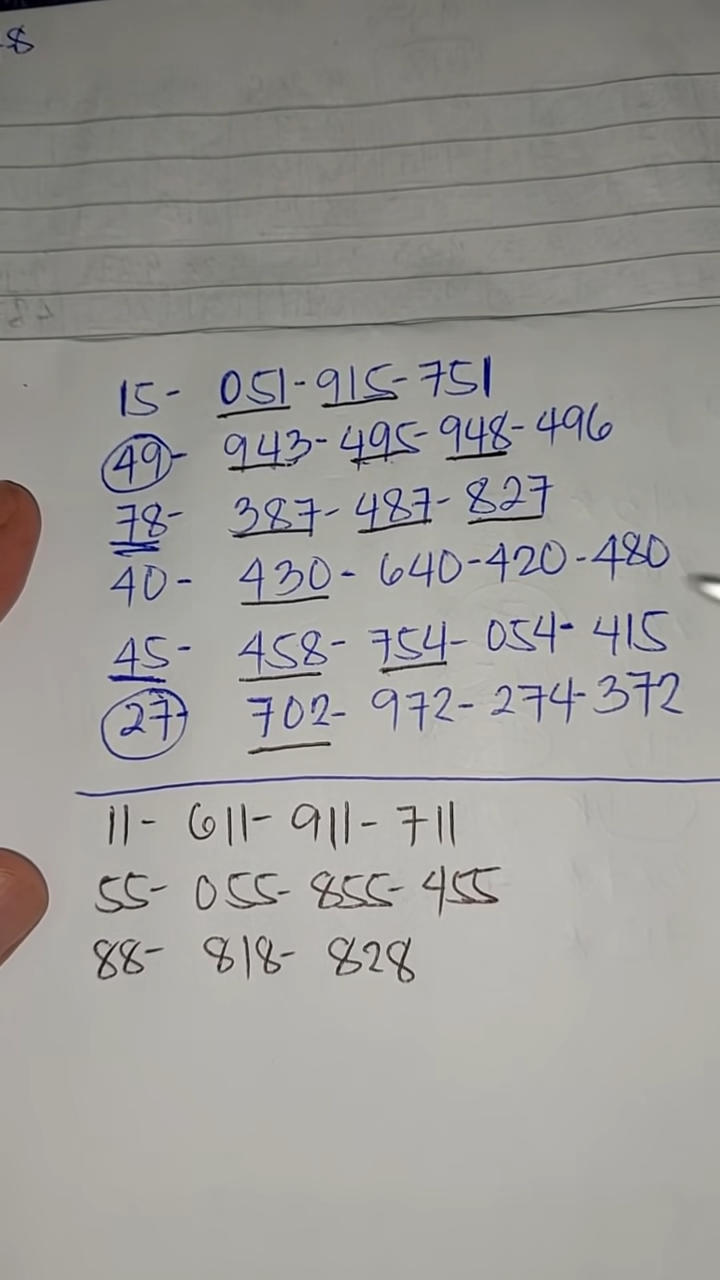 -8
15- 051-915-751
49- 943-495-948-496
78- 387-487-827
40- 430- 640-420-480
45- 458- 754- 054- 415
27- 702- 972- 274-372
11- 611- 911- 711
55- 055- 855- 455
88- 818- 828